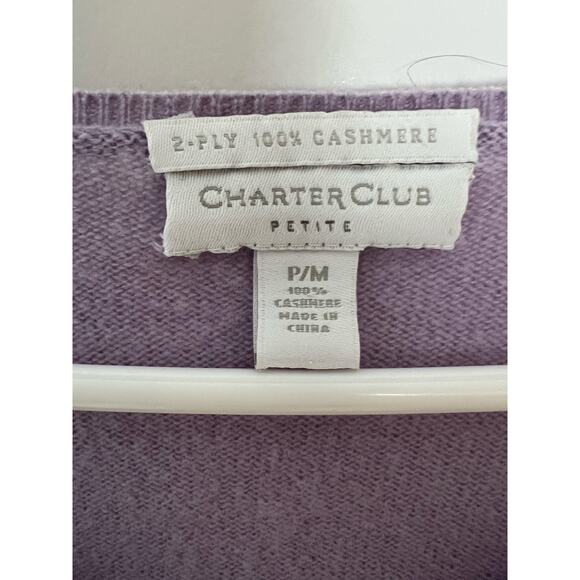 2-PLY 100% CASHMERE
CHARTER CLUB
PETITE
P/M
100%
CASHMERE
MADE IN
CHINA